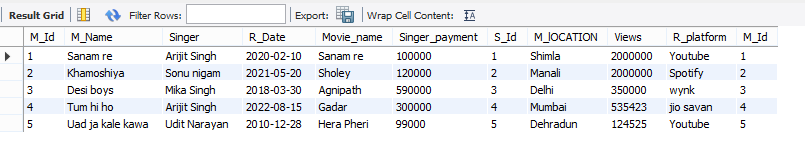 Result Grid Filter Rows: Export: Wrap Cell Content:
M_Id M_Name Singer R_Date Movie_name Singer_payment S_Id M_lOCATION Views R_platform M_Id
1 Sanam re Arijit Singh 2020-02-10 Sanam re 100000 1 Shimla 2000000 Youtube 1
2 Khamoshiya Sonu nigam 2021-05-20 Sholey 120000 2 Manali 2000000 Spotify 2
3 Desi boys Mika Singh 2018-03-30 Agnipath 590000 3 Delhi 350000 wynk 3
4 Tum hi ho Arijit Singh 2022-08-15 Gadar 300000 4 Mumbai 535423 jio savan 4
5 Uad ja kale kawa Udit Narayan 2010-12-28 Hera Pheri 99000 5 Dehradun 124525 Youtube 5